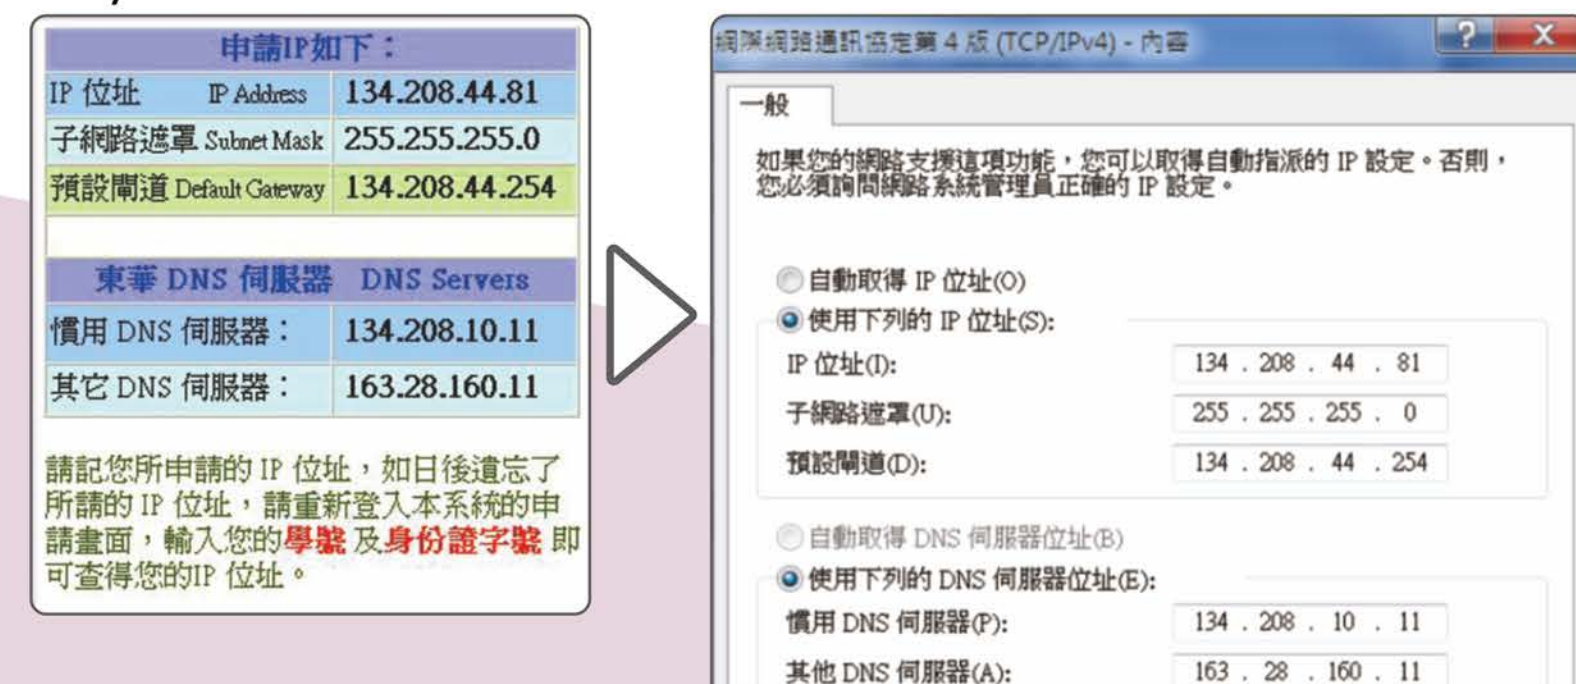 申請IP如下：
IP 位址 IP Address 134.208.44.81
子網路遮罩 Subnet Mask 255.255.255.0
預設閘道 Default Gateway 134.208.44.254
東華 DNS 伺服器 DNS Servers
慣用 DNS 伺服器： 134.208.10.11
其它 DNS 伺服器： 163.28.160.11
請記您所申請的 IP 位址，如日後遺忘了
所請的 IP 位址，請重新登入本系統的申
請畫面，輸入您的學號 及身份證字號 即
可查得您的IP 位址。
網際網路通訊協定第 4 版 (TCP/IPv4) - 內容
一般
如果您的網路支援這項功能，您可以取得自動指派的 IP 設定。否則，
您必須詢問網路系統管理員正確的 IP 設定。
自動取得 IP 位址(O)
使用下列的 IP 位址(S):
IP 位址(I): 134 . 208 . 44 . 81
子網路遮罩(U): 255 . 255 . 255 . 0
預設閘道(D): 134 . 208 . 44 . 254
自動取得 DNS 伺服器位址(B)
使用下列的 DNS 伺服器位址(E):
慣用 DNS 伺服器(P): 134 . 208 . 10 . 11
其他 DNS 伺服器(A): 163 . 28 . 160 . 11